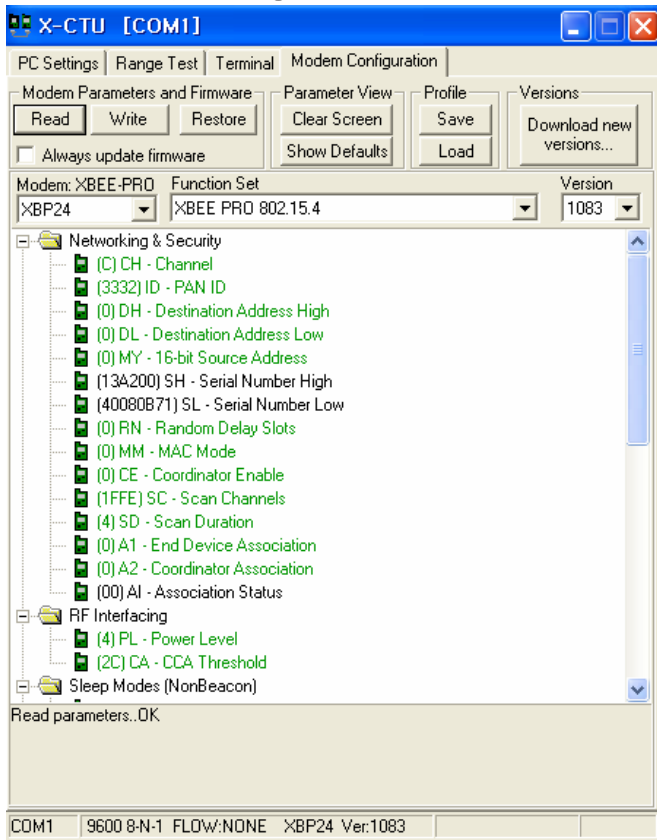 X-CTU [COM1]
PC Settings Range Test Terminal Modem Configuration
Modem Parameters and Firmware Parameter View Profile Versions
Read Write Restore Clear Screen Save Download new versions...
Always update firmware Show Defaults Load
Modem: XBEE-PRO Function Set Version
XBP24 XBEE PRO 802.15.4 1083
Networking & Security
(C) CH - Channel
(3332) ID - PAN ID
(0) DH - Destination Address High
(0) DL - Destination Address Low
(0) MY - 16-bit Source Address
(13A200) SH - Serial Number High
(40080B71) SL - Serial Number Low
(0) RN - Random Delay Slots
(0) MM - MAC Mode
(0) CE - Coordinator Enable
(1FFE) SC - Scan Channels
(4) SD - Scan Duration
(0) A1 - End Device Association
(0) A2 - Coordinator Association
(00) AI - Association Status
RF Interfacing
(4) PL - Power Level
(2C) CA - CCA Threshold
Sleep Modes (NonBeacon)
Read parameters..OK
COM1 9600 8-N-1 FLOW:NONE XBP24 Ver:1083